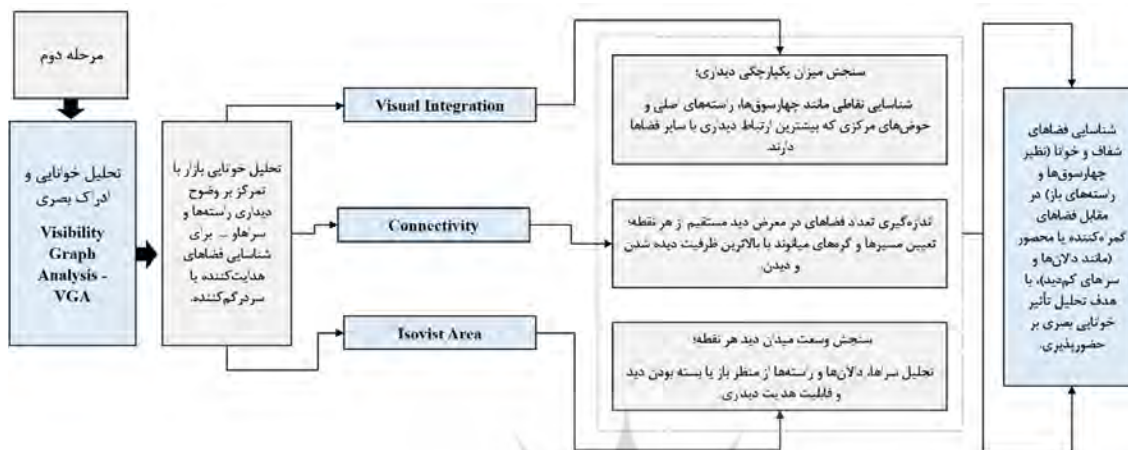 مرحله دوم
تحلیل خوانایی و
ادراک بصری
Visibility
Graph
Analysis -
VGA
تحلیل خوانایی بازار با
تمرکز بر وضوح
دیداری راسته‌ها و
سراها، برای
شناسایی فضاهای
هدایت‌کننده یا
سردرگم‌کننده.
Visual Integration
Connectivity
Isovist Area
سنجش میزان یکپارچگی دیداری؛
شناسایی نقاطی مانند چهارسوق‌ها، راسته‌های اصلی و
حوض‌های مرکزی که بیشترین ارتباط دیداری با سایر فضاها
دارند.
ندازه‌گیری تعداد فضاهای در معرض دید مستقیم از هر نقطه؛
تعیین مسیرها و گره‌های میانوند با بالاترین ظرفیت دیده شدن
و دیدن.
سنجش وسعت میدان دید هر نقطه؛
تحلیل سراها، دلان‌ها و راسته‌ها از منظر باز یا بسته بودن دید
و قابلیت هدیت دیداری.
شناسایی فضاهای
شفاف و خوانا (نظیر
چهارسوق‌ها و
راسته‌های باز) در
مقابل فضاهای
گمراه‌کننده یا محصور
(مانند دلان‌ها و
سراهای کم‌دید)، با
هدف تحلیل تأثیر
خوانایی بصری بر
حضورپذیری.